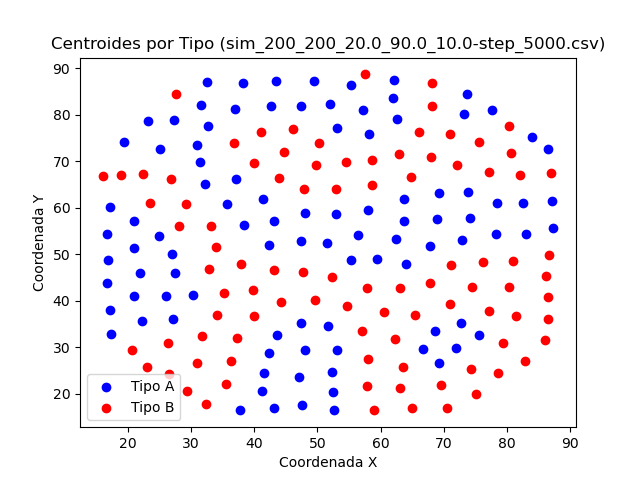 Centroides por Tipo (sim_200_200_20.0_90.0_10.0-step_5000.csv)
90
80
70
60
50
40
30
20
Coordenada Y
Tipo A
Tipo B
20 30 40 50 60 70 80 90
Coordenada X